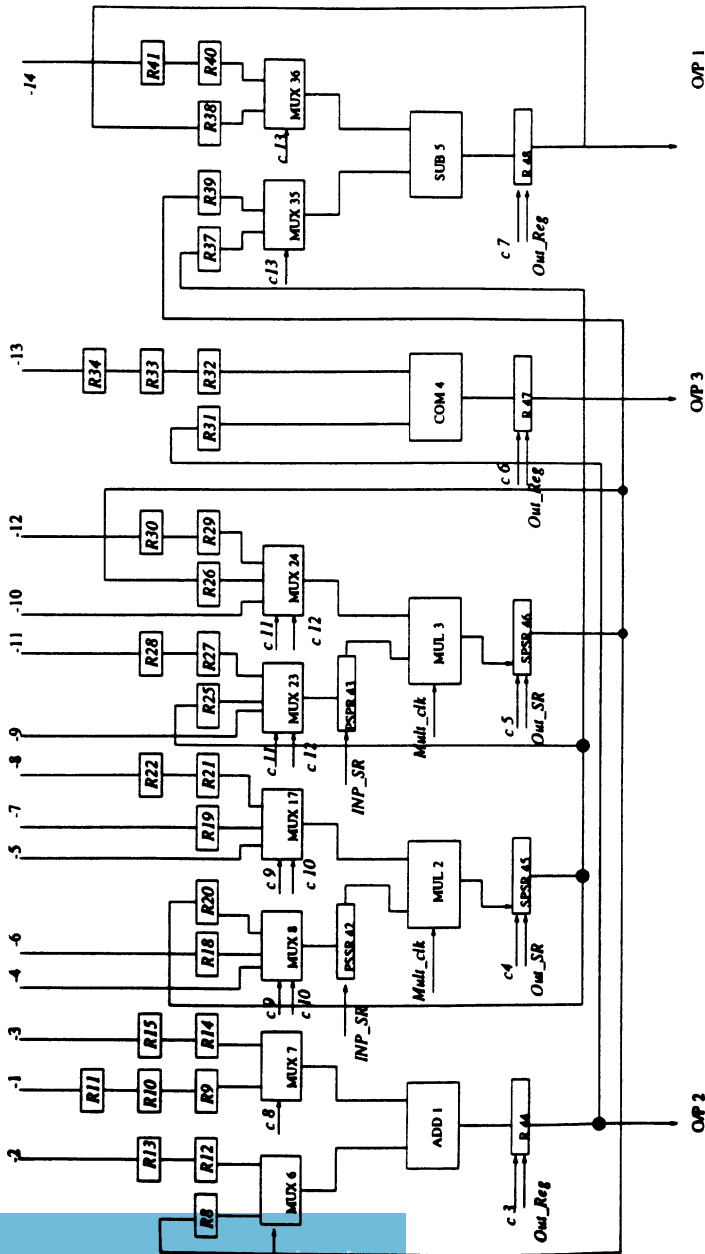 -2
-1
-3
-4
-6
-5
-7
-8
-9
-11
-10
-12
-13
-14
R11
R34
R13
R10
R15
R22
R28
R30
R33
R41
R8
R12
R9
R14
R18
R20
R19
R21
R25
R27
R26
R29
R31
R32
R37
R39
R38
R40
MUX 6
MUX 7
MUX 8
MUX 17
MUX 23
MUX 24
MUX 35
MUX 36
c 8
c 9
c 10
c 9
c 10
c 11
c 12
c 11
c 12
c13
c 13
INP_SR
PSSR 42
INP_SR
PSPR 43
ADD 1
MUL 2
MUL 3
COM 4
SUB 5
Mult_clk
Mult_clk
R 44
SPSR 45
SPSR 46
R 47
R 48
c 3
Out_Reg
c4
Out_SR
c 5
Out_SR
c 6
Out_Reg
c 7
Out_Reg
O/P 2
O/P 3
O/P 1